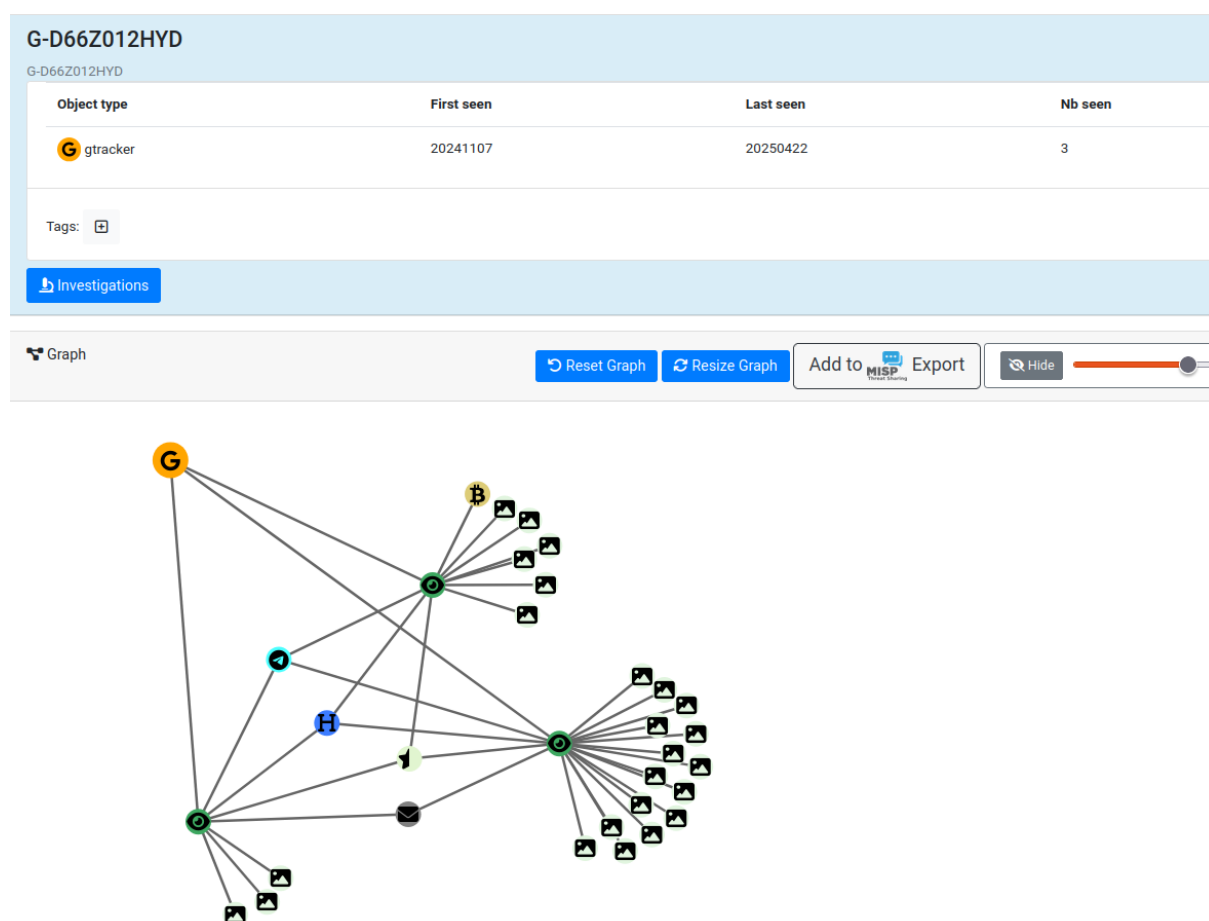 G-D66Z012HYD
G-D66Z012HYD
Object type First seen Last seen Nb seen
G gtracker 20241107 20250422 3
Tags:
Investigations
Graph Reset Graph Resize Graph Add to MISP Threat Sharing Export Hide
G
B
H